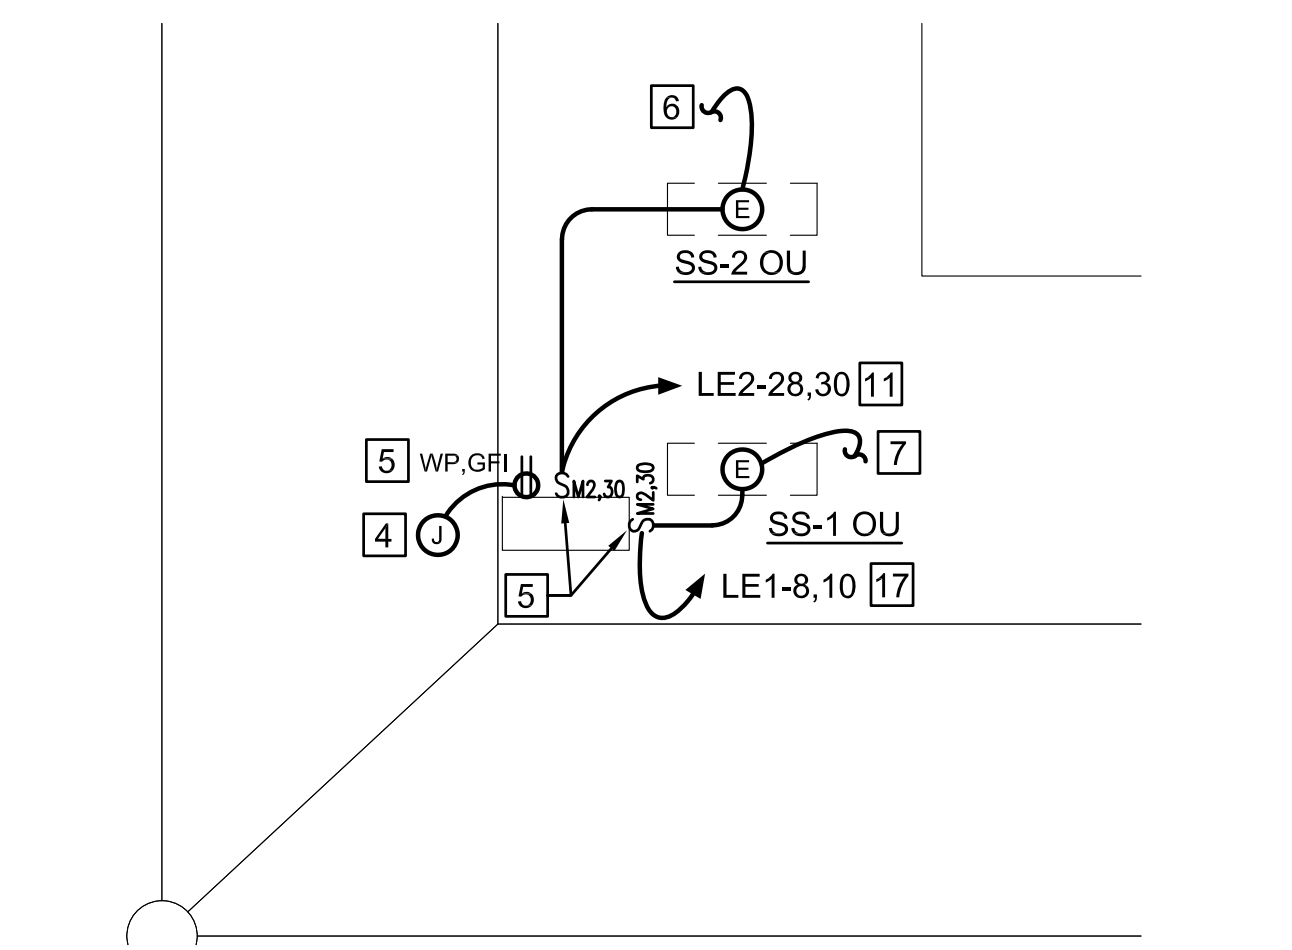 6
E
SS-2 OU
LE2-28,30 11
5 WP,GFI
SM2,30
SM2,30
E
7
4 J
SS-1 OU
5
LE1-8,10 17